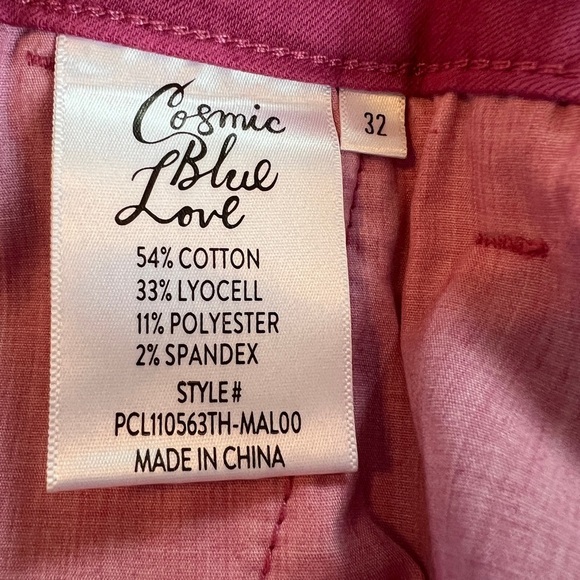 Cosmic
Blue
Love
32
54% COTTON
33% LYOCELL
11% POLYESTER
2% SPANDEX
STYLE#
PCL110563TH-MAL00
MADE IN CHINA